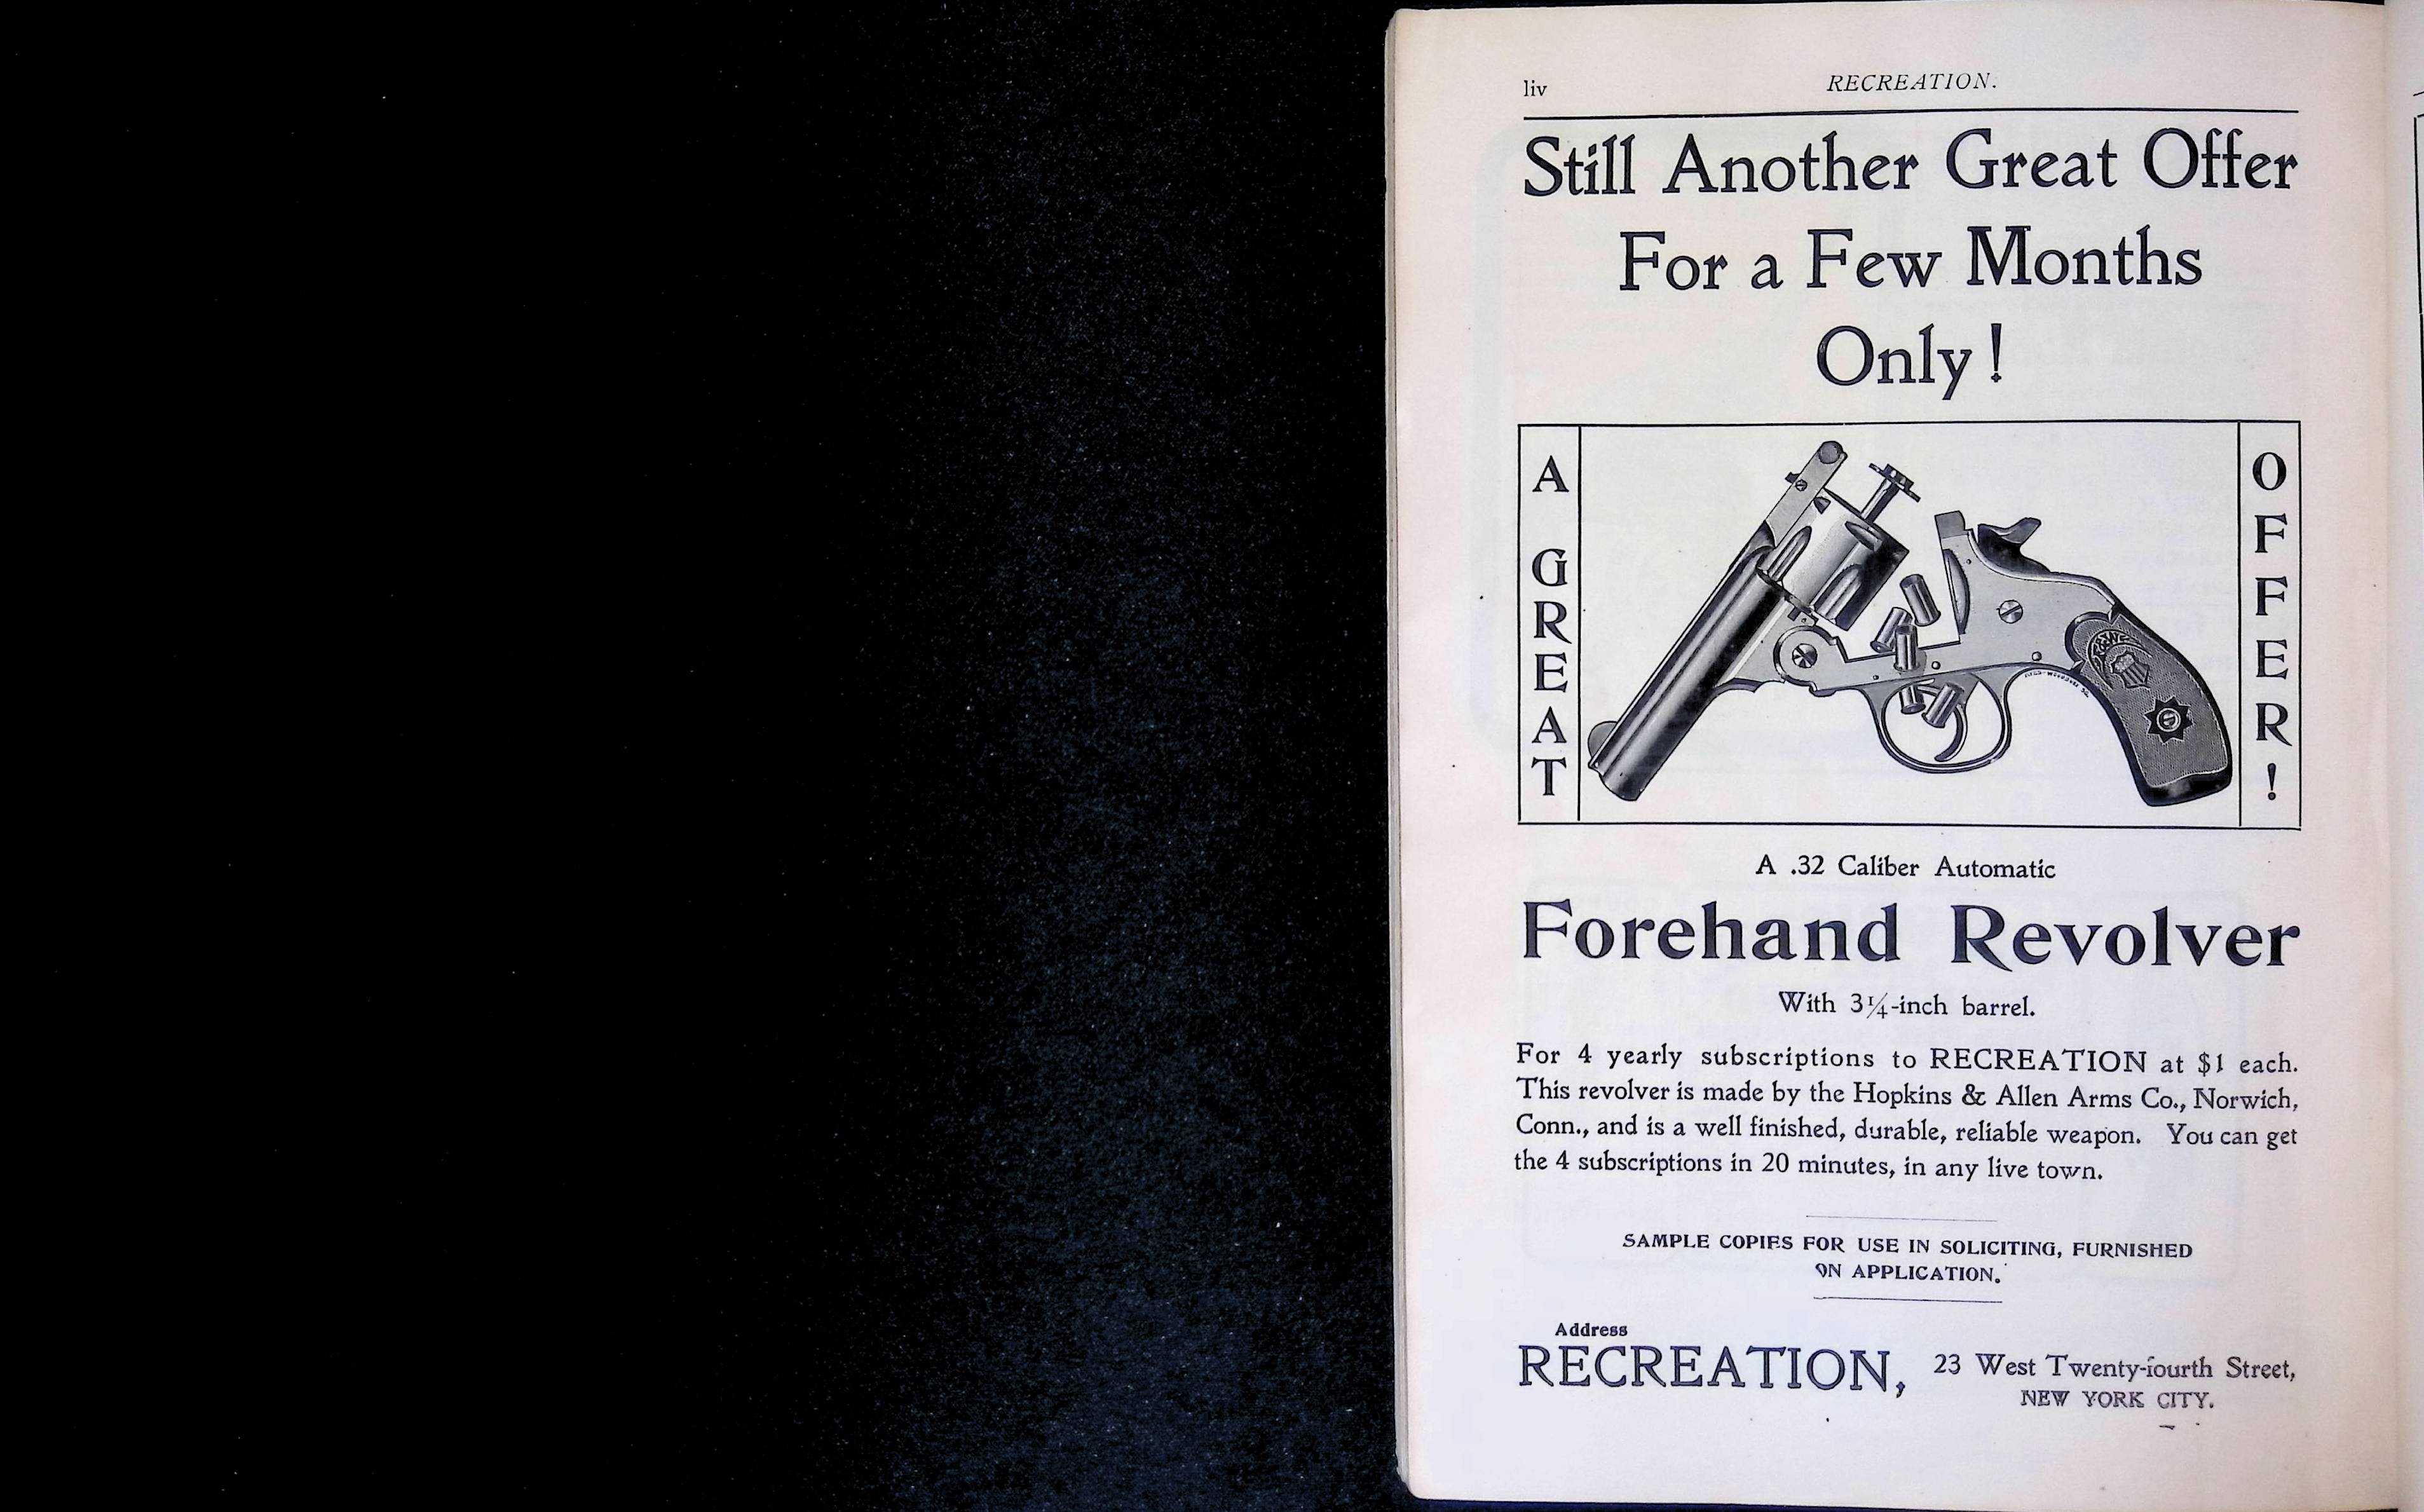 liv
RECREATION.
Still Another Great Offer
For a Few Months
Only!
A GREAT
OFFER!
A .32 Caliber Automatic
Forehand Revolver
With 3¼-inch barrel.
For 4 yearly subscriptions to RECREATION at $1 each.
This revolver is made by the Hopkins & Allen Arms Co., Norwich,
Conn., and is a well finished, durable, reliable weapon. You can get
the 4 subscriptions in 20 minutes, in any live town.
SAMPLE COPIES FOR USE IN SOLICITING, FURNISHED
ON APPLICATION.
Address
RECREATION, 23 West Twenty-fourth Street,
NEW YORK CITY.